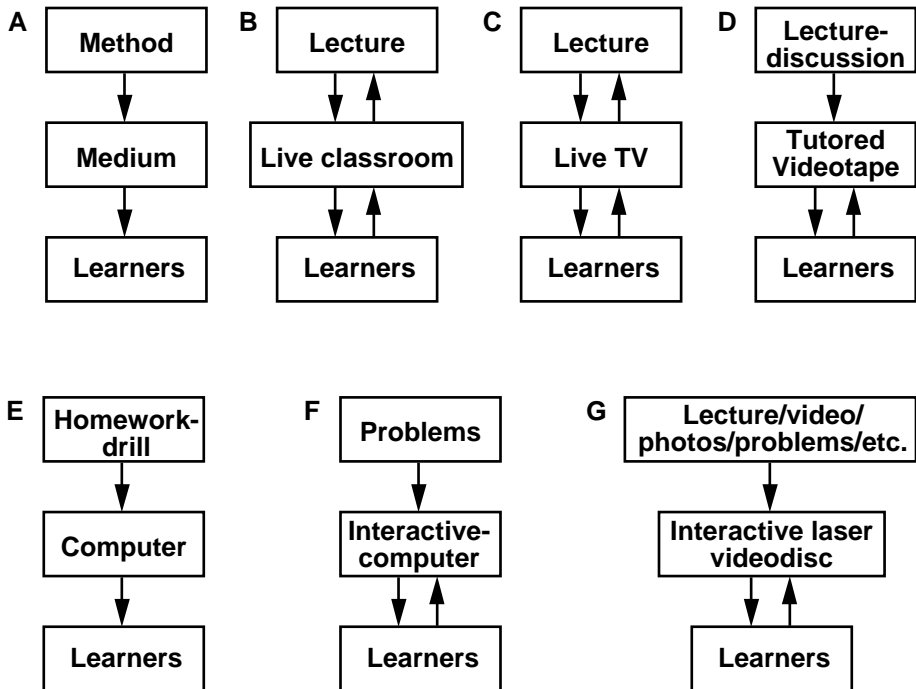 A
Method
Medium
Learners
B
Lecture
Live classroom
Learners
C
Lecture
Live TV
Learners
D
Lecture-
discussion
Tutored
Videotape
Learners
E
Homework-
drill
Computer
Learners
F
Problems
Interactive-
computer
Learners
G
Lecture/video/
photos/problems/etc.
Interactive laser
videodisc
Learners